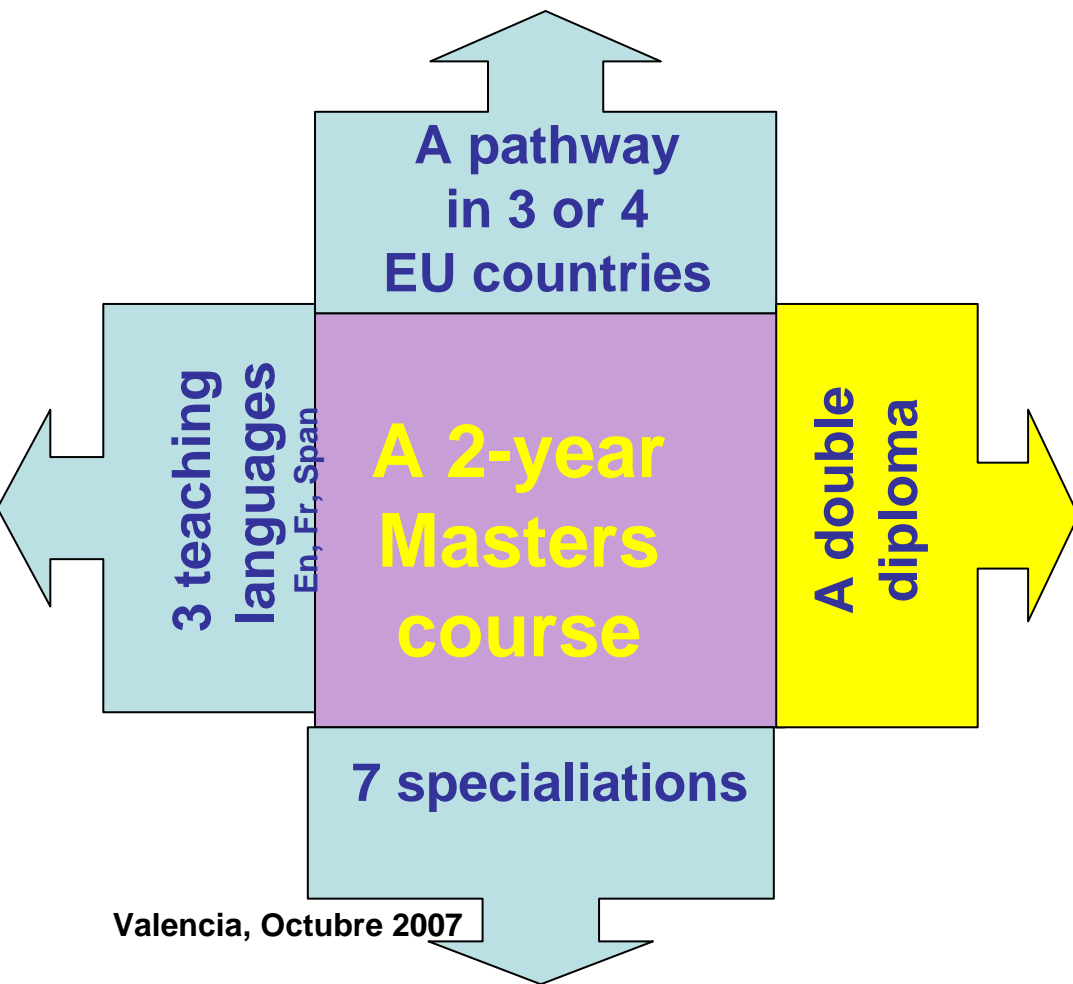 A pathway
in 3 or 4
EU countries
3 teaching
languages
En, Fr, Span
A 2-year
Masters
course
A double
diploma
7 specialiations
Valencia, Octubre 2007